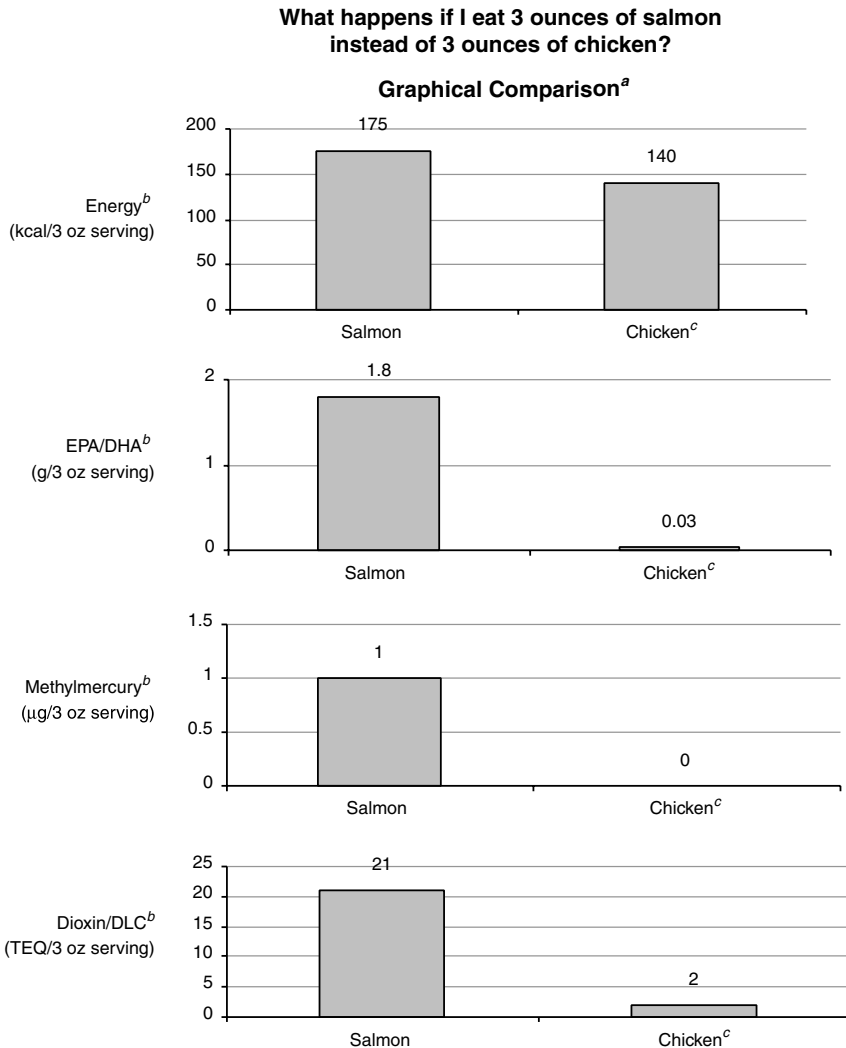 What happens if I eat 3 ounces of salmon
instead of 3 ounces of chicken?
Graphical Comparisonᵃ
200
150
100
50
0
Energyᵇ
(kcal/3 oz serving)
175
140
Salmon
Chickenᶜ
2
1
0
EPA/DHAᵇ
(g/3 oz serving)
1.8
0.03
Salmon
Chickenᶜ
1.5
1
0.5
0
Methylmercuryᵇ
(μg/3 oz serving)
1
0
Salmon
Chickenᶜ
25
20
15
10
5
0
Dioxin/DLCᵇ
(TEQ/3 oz serving)
21
2
Salmon
Chickenᶜ